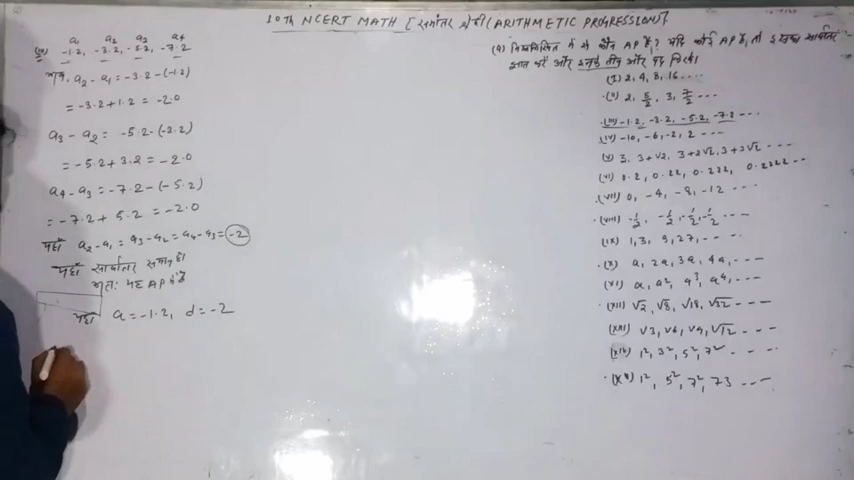 10th NCERT MATH [समांतर श्रेढ़ी (ARITHMETIC PROGRESSION)]
a₁ a₂ a₃ a₄
-1.2, -3.2, -5.2, -7.2
अतः a₂ - a₁ = -3.2 - (-1.2)
= -3.2 + 1.2 = -2.0
a₃ - a₂ = -5.2 - (-3.2)
= -5.2 + 3.2 = -2.0
a₄ - a₃ = -7.2 - (-5.2)
= -7.2 + 5.2 = -2.0
यहाँ a₂ - a₁ = a₃ - a₂ = a₄ - a₃ = -2
यहाँ सार्वांतर समान है।
अतः यह AP है
यहाँ a = -1.2, d = -2
निम्नलिखित में से कौन AP हैं? यदि कोई AP है, तो इसका सार्वांतर
ज्ञात करें और इनके तीन और पद लिखें।
(I) 2, 4, 8, 16 ....
(ii) 2, 5/2, 3, 7/2 ---
(iii) -1.2, -3.2, -5.2, -7.2 ---
(iv) -10, -6, -2, 2 ---
(v) 3, 3+√2, 3+2√2, 3+3√2 ---
(vi) 0.2, 0.22, 0.222, 0.2222 ---
(vii) 0, -4, -8, -12 ---
(viii) -1/2, -1/2, -1/2, -1/2 ---
(ix) 1, 3, 9, 27, ---
(x) a, 2a, 3a, 4a, ---
(xi) a, a², a³, a⁴, ---
(xii) √2, √8, √18, √32 ---
(xiii) √3, √6, √9, √12 ---
(xiv) 1², 3², 5², 7² ---
(xv) 1², 5², 7², 73 ---